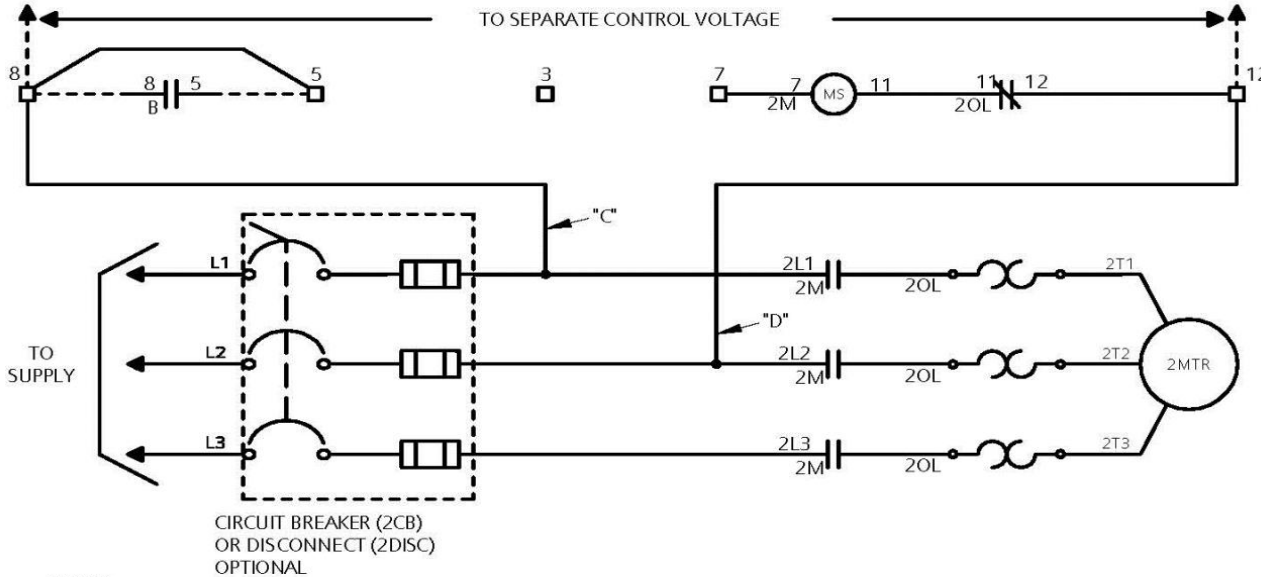 TO SEPARATE CONTROL VOLTAGE
8
8 5
B
5
3
7
7
2M
MS
11
11 12
2OL
12
"C"
L1
2L1
2M
2OL
2T1
"D"
TO
SUPPLY
L2
2L2
2M
2OL
2T2
2MTR
L3
2L3
2M
2OL
2T3
CIRCUIT BREAKER (2CB)
OR DISCONNECT (2DISC)
OPTIONAL